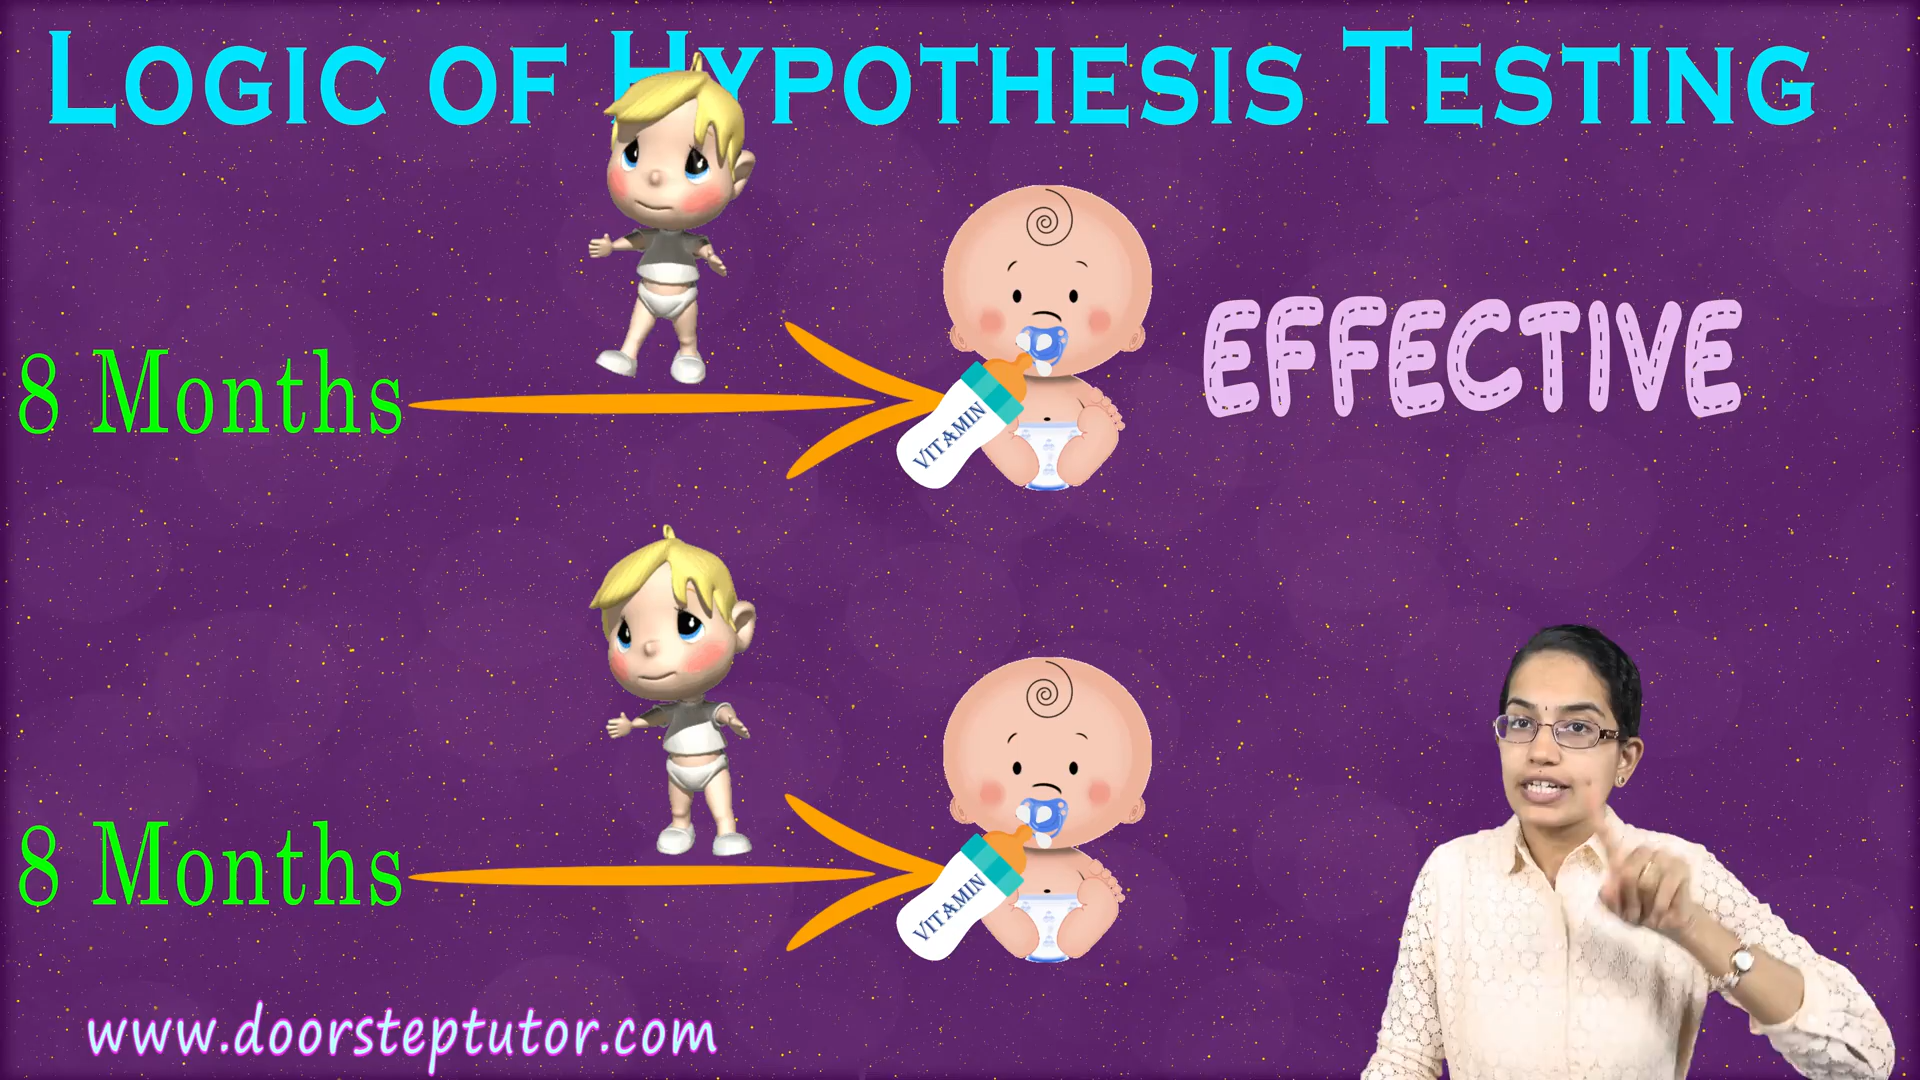 LOGIC OF HYPOTHESIS TESTING
8 Months
VITAMIN
EFFECTIVE
8 Months
VITAMIN
www.doorsteptutor.com